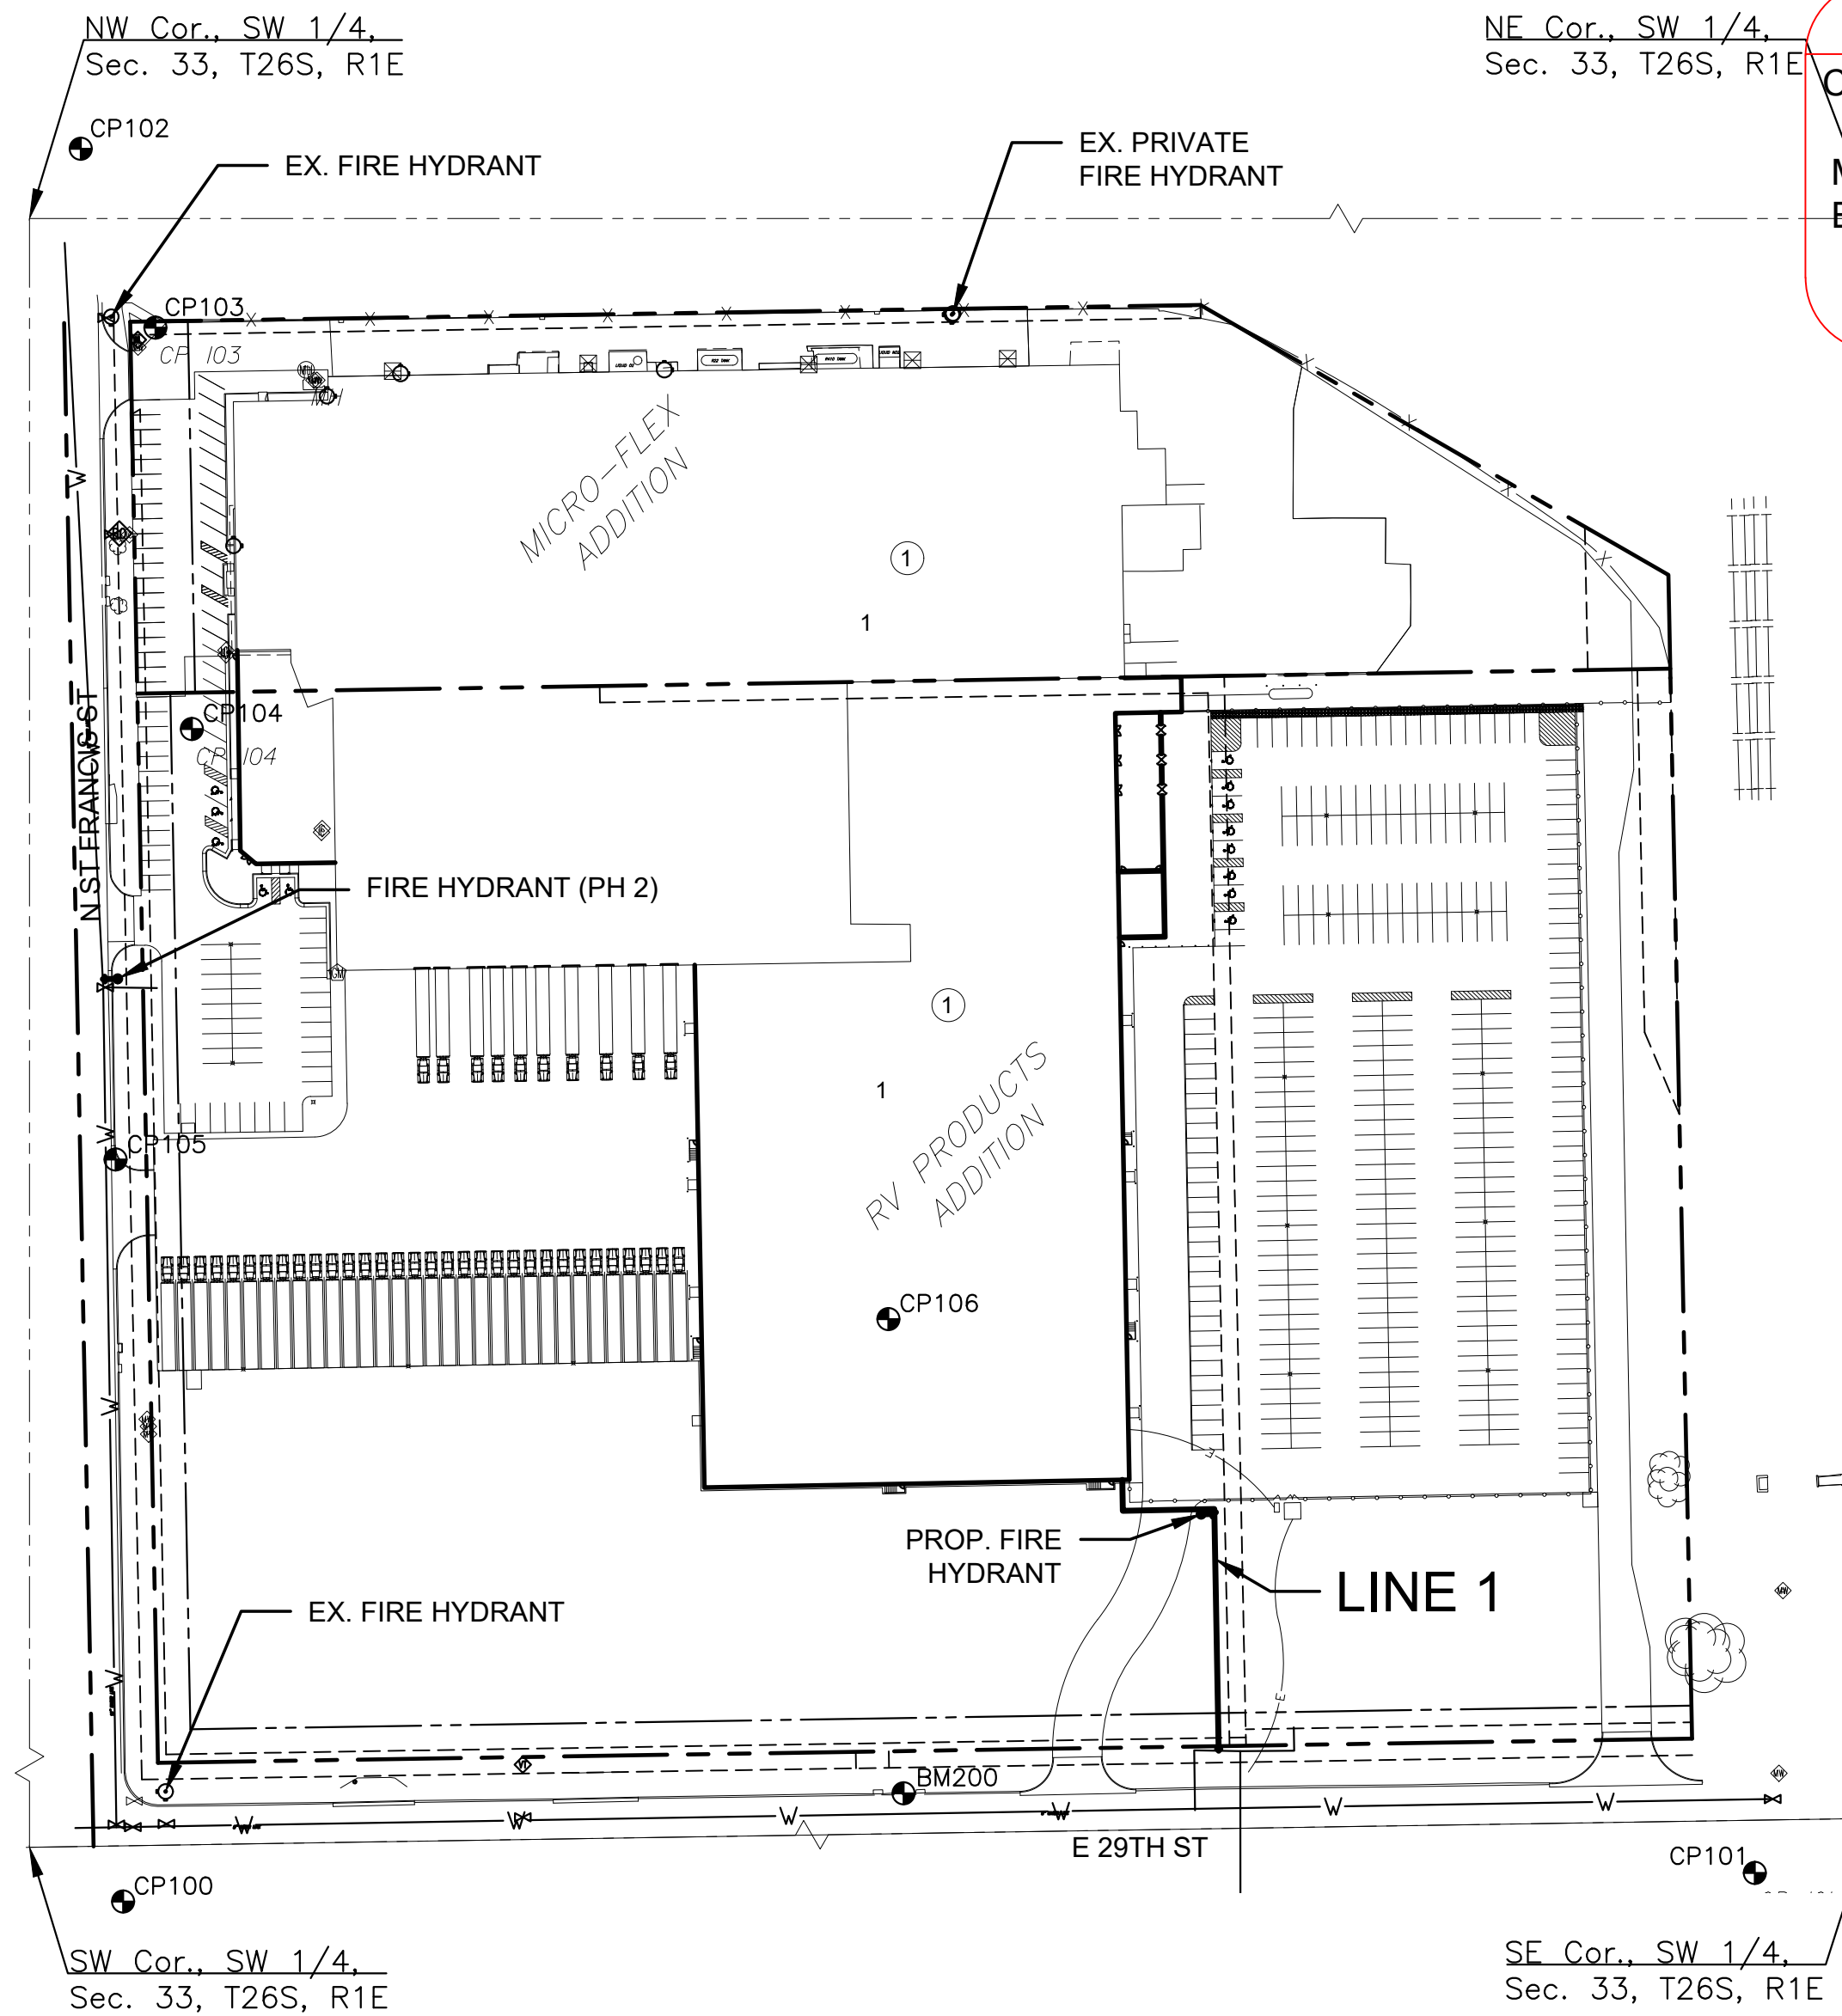 NW Cor., SW 1/4,
Sec. 33, T26S, R1E
NE Cor., SW 1/4,
Sec. 33, T26S, R1E
CP102
EX. FIRE HYDRANT
EX. PRIVATE
FIRE HYDRANT
CP103
CP 103
MH
MICRO-FLEX
ADDITION
1
1
W
N ST FRANCIS ST
CP104
CP 104
FIRE HYDRANT (PH 2)
GM
1
1
RV PRODUCTS
ADDITION
W
CP105
CP106
W
E
PROP. FIRE
HYDRANT
LINE 1
EX. FIRE HYDRANT
W
E
MW
BM200
MW
W
W
W
W
W
W
E 29TH ST
CP101
CP100
SW Cor., SW 1/4,
Sec. 33, T26S, R1E
SE Cor., SW 1/4,
Sec. 33, T26S, R1E